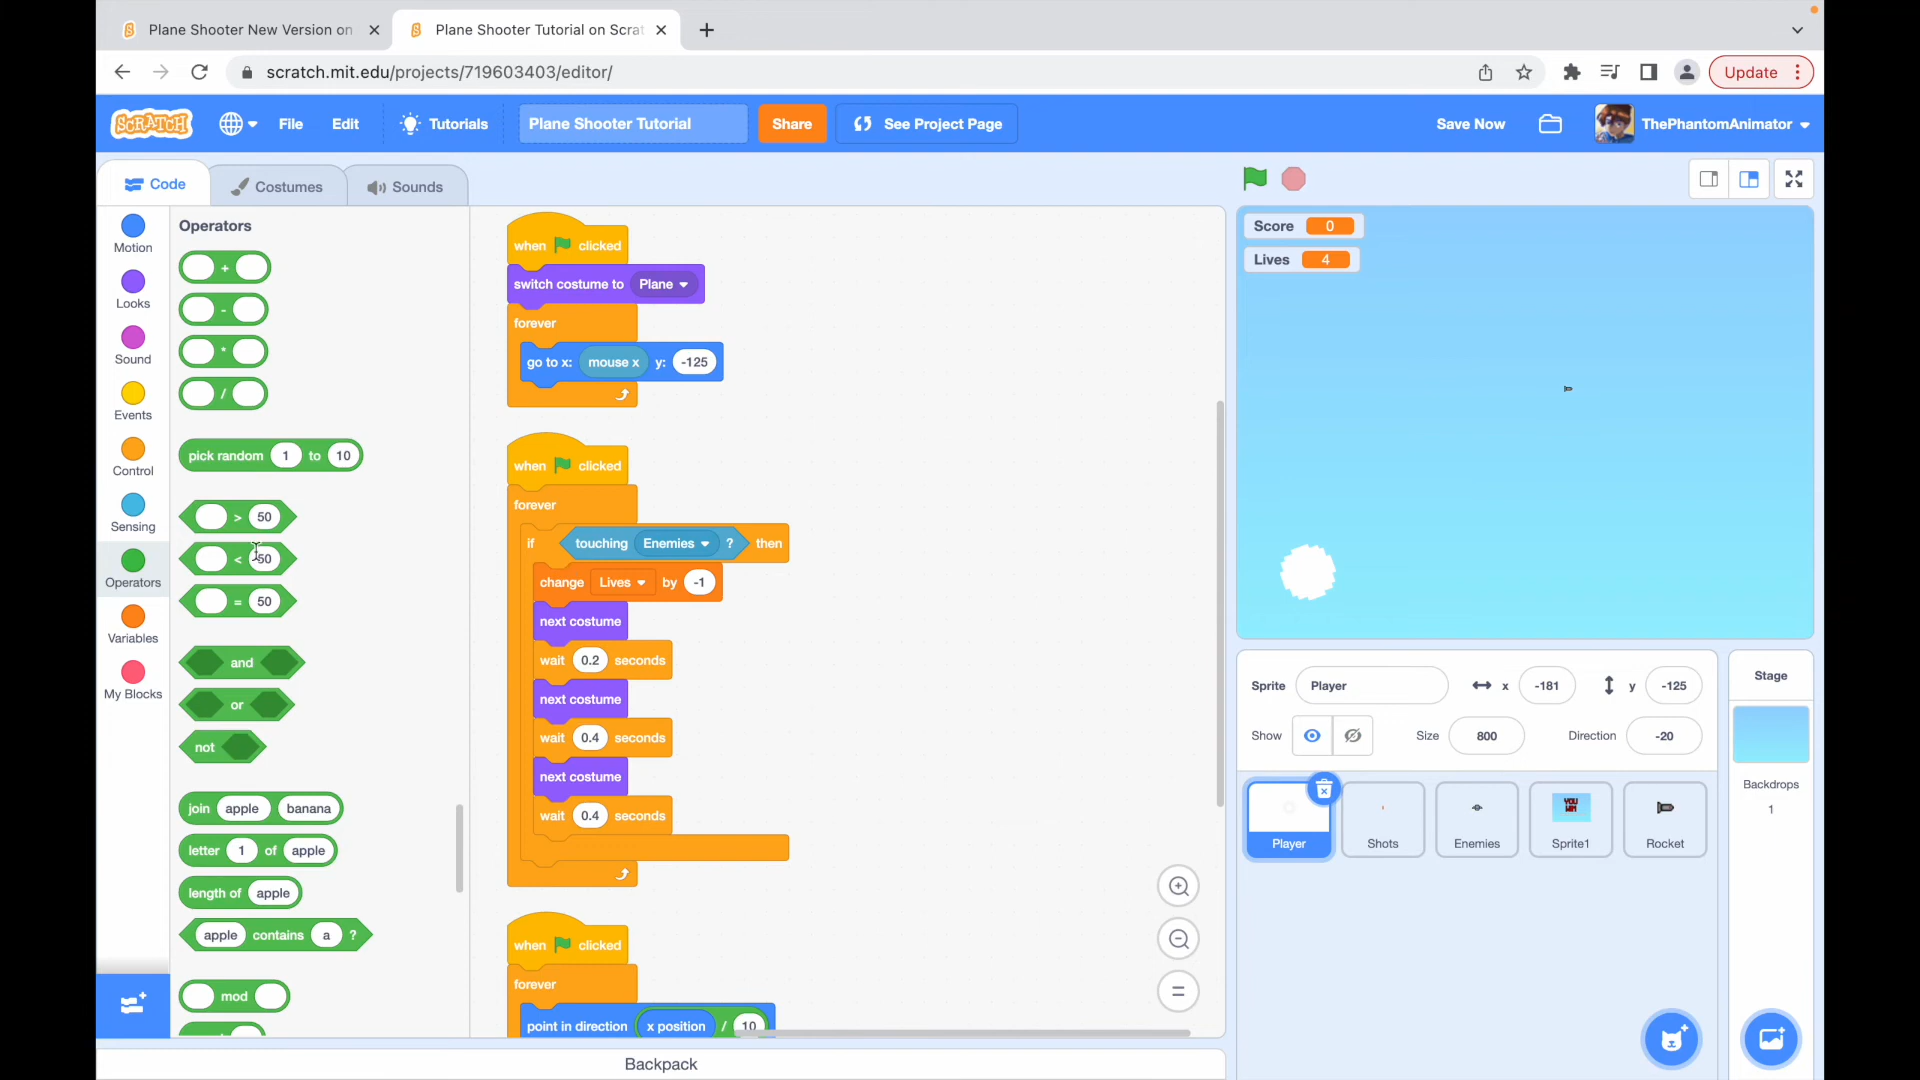 Plane Shooter New Version on
Plane Shooter Tutorial on Scrat
scratch.mit.edu/projects/719603403/editor/
Update
SCRATCH
File
Edit
Tutorials
Plane Shooter Tutorial
Share
See Project Page
Save Now
ThePhantomAnimator
Code
Costumes
Sounds
Motion
Looks
Sound
Events
Control
Sensing
Operators
Variables
My Blocks
Operators
+
-
*
/
pick random 1 to 10
> 50
< 50
= 50
and
or
not
join apple banana
letter 1 of apple
length of apple
apple contains a ?
mod
when clicked
switch costume to Plane
forever
go to x: mouse x y: -125
when clicked
forever
if touching Enemies ? then
change Lives by -1
next costume
wait 0.2 seconds
next costume
wait 0.4 seconds
next costume
wait 0.4 seconds
when clicked
forever
point in direction x position / 10
Backpack
Score 0
Lives 4
Sprite Player x -181 y -125
Show Size 800 Direction -20
Player
Shots
Enemies
YOU WIN
Sprite1
Rocket
Stage
Backdrops
1